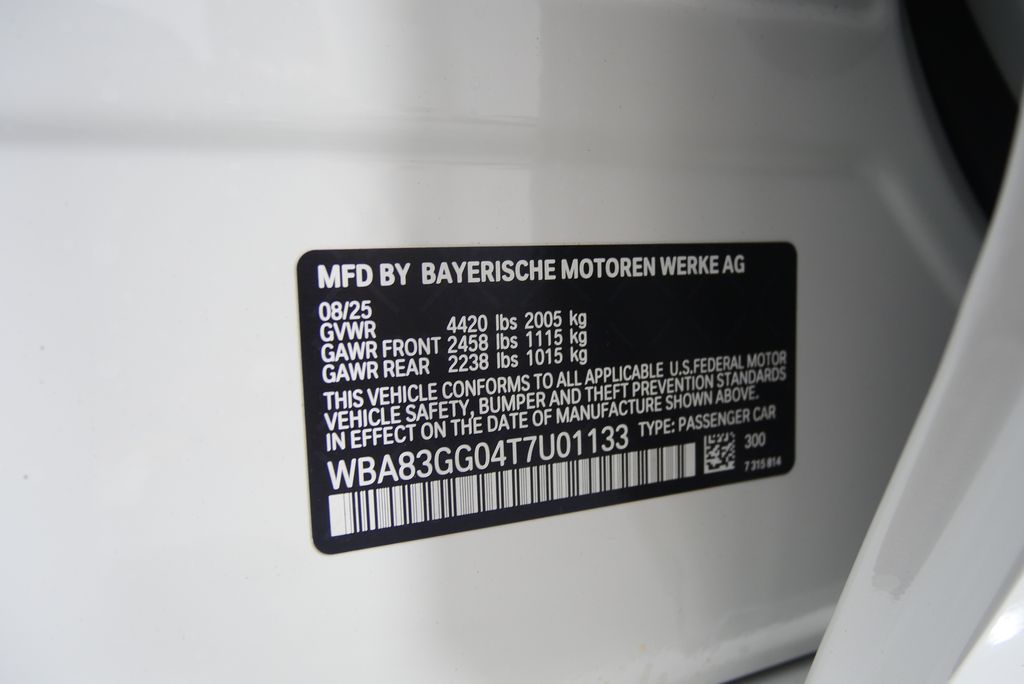 MFD BY BAYERISCHE MOTOREN WERKE AG
08/25
GVWR 4420 lbs 2005 kg
GAWR FRONT 2458 lbs 1115 kg
GAWR REAR 2238 lbs 1015 kg
THIS VEHICLE CONFORMS TO ALL APPLICABLE U.S.FEDERAL MOTOR
VEHICLE SAFETY, BUMPER AND THEFT PREVENTION STANDARDS
IN EFFECT ON THE DATE OF MANUFACTURE SHOWN ABOVE.
WBA83GG04T7U01133 TYPE: PASSENGER CAR
300
7 315 814